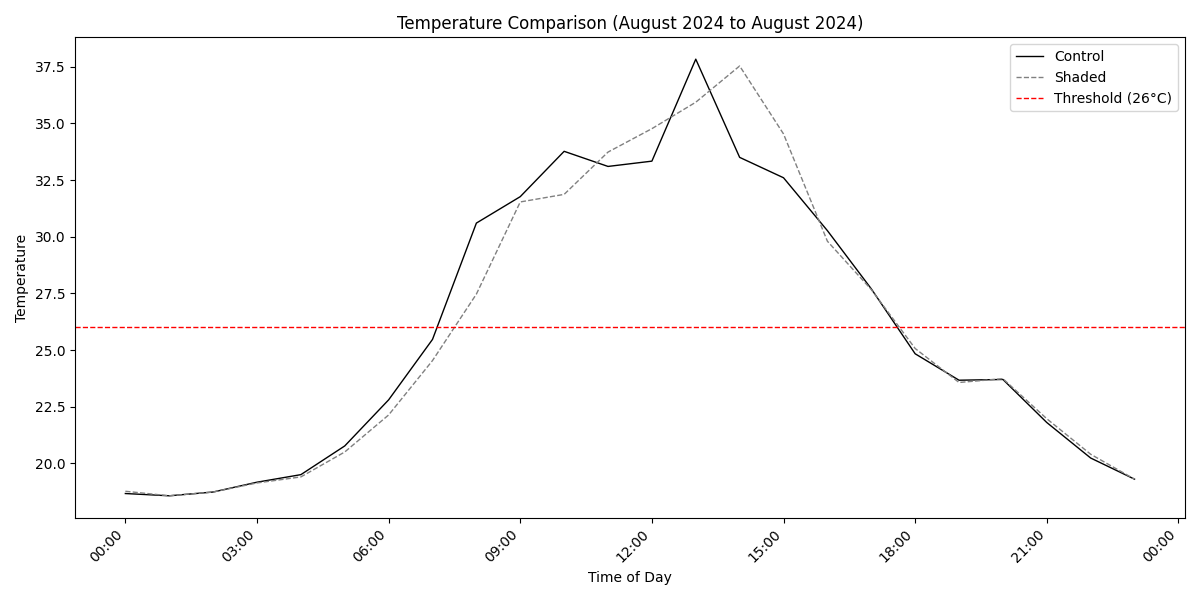 Temperature Comparison (August 2024 to August 2024)
Control
Shaded
Threshold (26°C)
Temperature
37.5
35.0
32.5
30.0
27.5
25.0
22.5
20.0
00:00
03:00
06:00
09:00
12:00
15:00
18:00
21:00
00:00
Time of Day